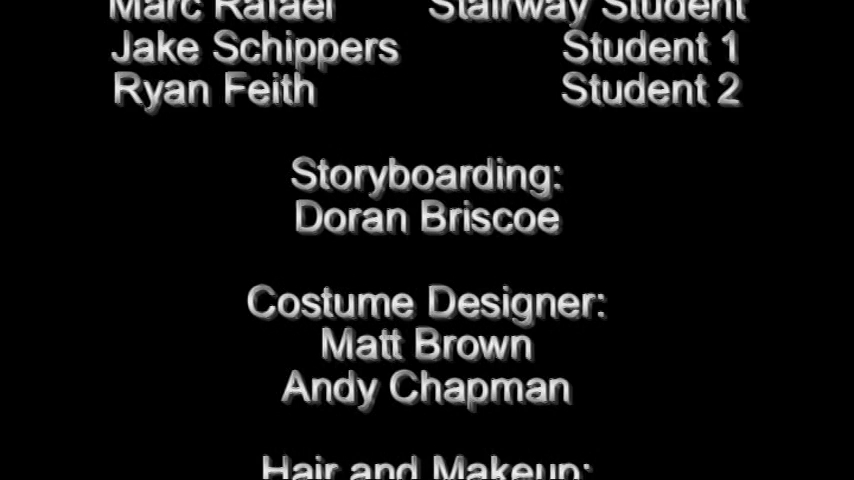 Marc Rafael Stairway Student
Jake Schippers Student 1
Ryan Feith Student 2
Storyboarding:
Doran Briscoe
Costume Designer:
Matt Brown
Andy Chapman
Hair and Makeup: